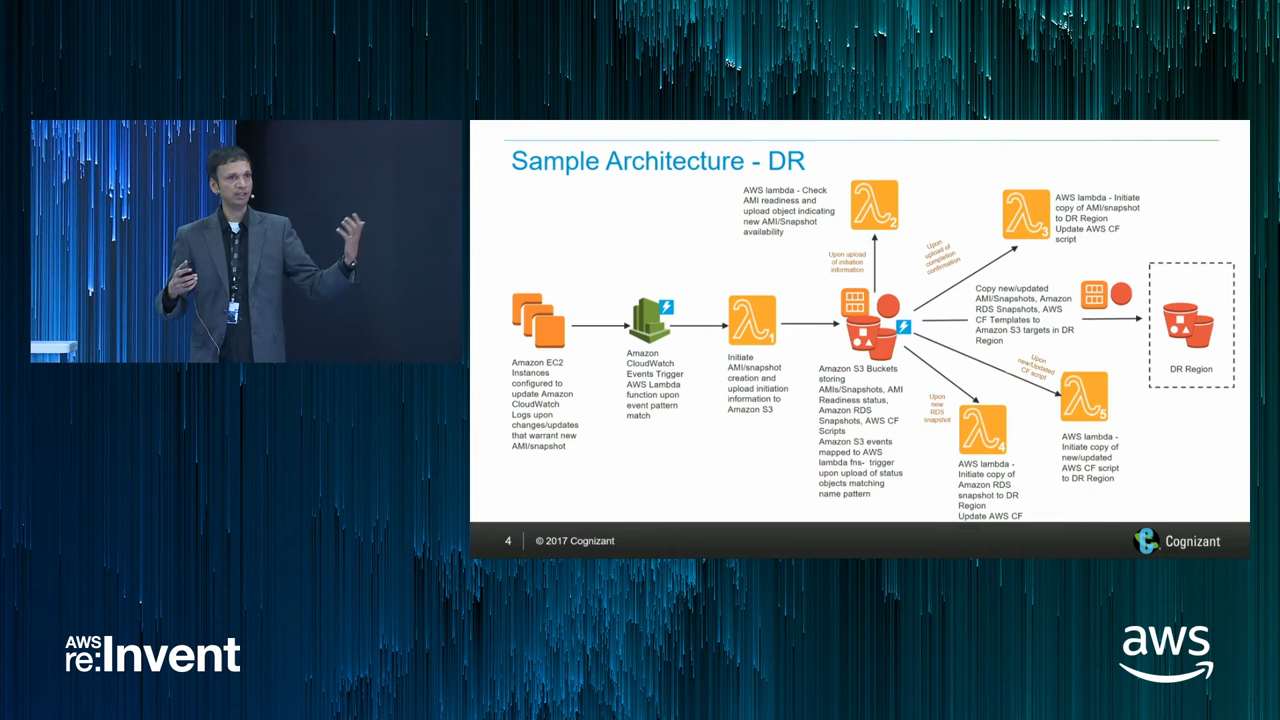 Sample Architecture - DR
AWS lambda - Check
AMI readiness and
upload object indicating
new AMI/Snapshot
availability
λ2
Upon upload
of initiation
information
Upon
upload of
completion
confirmation
λ3
AWS lambda - Initiate
copy of AMI/snapshot
to DR Region
Update AWS CF
script
Amazon EC2
Instances
configured to
update Amazon
CloudWatch
Logs upon
changes/updates
that warrant new
AMI/snapshot
Amazon
CloudWatch
Events Trigger
AWS Lambda
function upon
event pattern
match
λ1
Initiate
AMI/snapshot
creation and
upload initiation
information to
Amazon S3
Amazon S3 Buckets
storing
AMIs/Snapshots, AMI
Readiness status,
Amazon RDS
Snapshots, AWS CF
Scripts
Amazon S3 events
mapped to AWS
lambda fns- trigger
upon upload of status
objects matching
name pattern
Copy new/updated
AMI/Snapshots, Amazon
RDS Snapshots, AWS
CF Templates to
Amazon S3 targets in DR
Region
DR Region
Upon
new/Updated
CF script
λ5
AWS lambda -
Initiate copy of
new/updated
AWS CF script
to DR Region
Upon
new
RDS
snapshot
λ4
AWS lambda -
Initiate copy of
Amazon RDS
snapshot to DR
Region
Update AWS CF
4
© 2017 Cognizant
Cognizant
AWS
re:Invent
aws